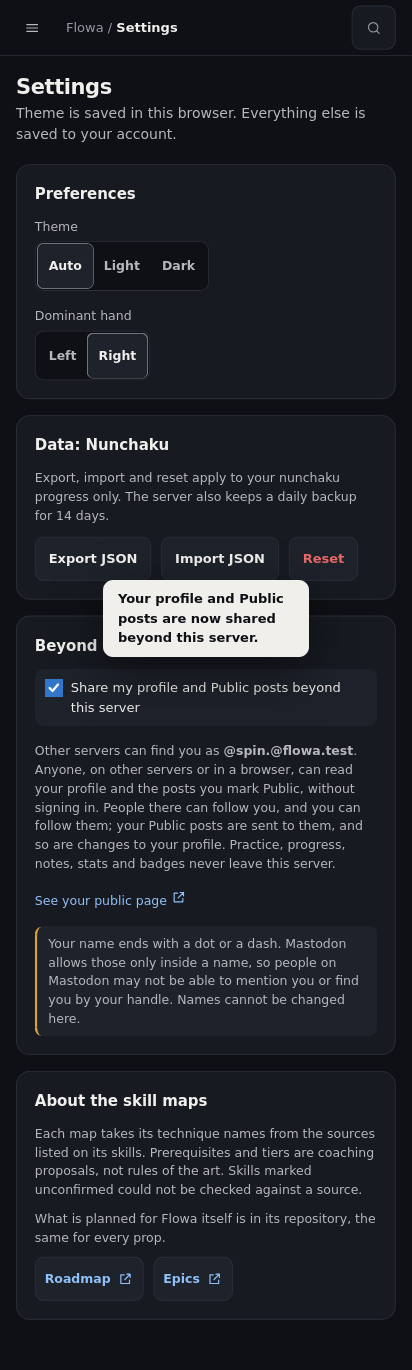 Flowa / Settings
Settings
Theme is saved in this browser. Everything else is
saved to your account.
Preferences
Theme
Auto Light Dark
Dominant hand
Left Right
Data: Nunchaku
Export, import and reset apply to your nunchaku
progress only. The server also keeps a daily backup
for 14 days.
Export JSON Import JSON Reset
Your profile and Public
posts are now shared
beyond this server.
Beyond
Share my profile and Public posts beyond
this server
Other servers can find you as @spin.@flowa.test.
Anyone, on other servers or in a browser, can read
your profile and the posts you mark Public, without
signing in. People there can follow you, and you can
follow them; your Public posts are sent to them, and
so are changes to your profile. Practice, progress,
notes, stats and badges never leave this server.
See your public page
Your name ends with a dot or a dash. Mastodon
allows those only inside a name, so people on
Mastodon may not be able to mention you or find
you by your handle. Names cannot be changed
here.
About the skill maps
Each map takes its technique names from the sources
listed on its skills. Prerequisites and tiers are coaching
proposals, not rules of the art. Skills marked
unconfirmed could not be checked against a source.
What is planned for Flowa itself is in its repository, the
same for every prop.
Roadmap Epics